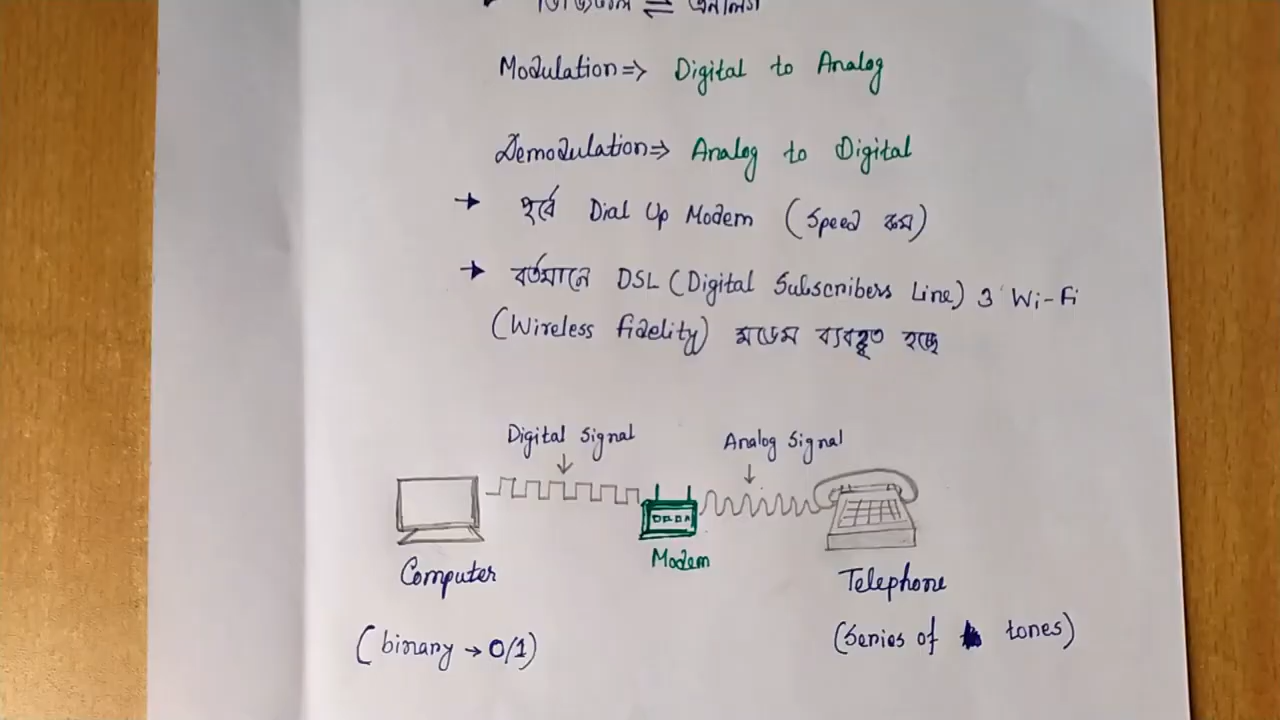 ডিজিটাল ⇌ এনালগ
Modulation => Digital to Analog
Demodulation => Analog to Digital
→ পূর্বে Dial Up Modem (Speed কম)
→ বর্তমানে DSL (Digital Subscribers Line) ও Wi-Fi
(Wireless Fidelity) মডেম ব্যবহৃত হচ্ছে
Digital Signal
Analog Signal
Modem
Computer
Telephone
(binary → 0/1)
(Series of tones)